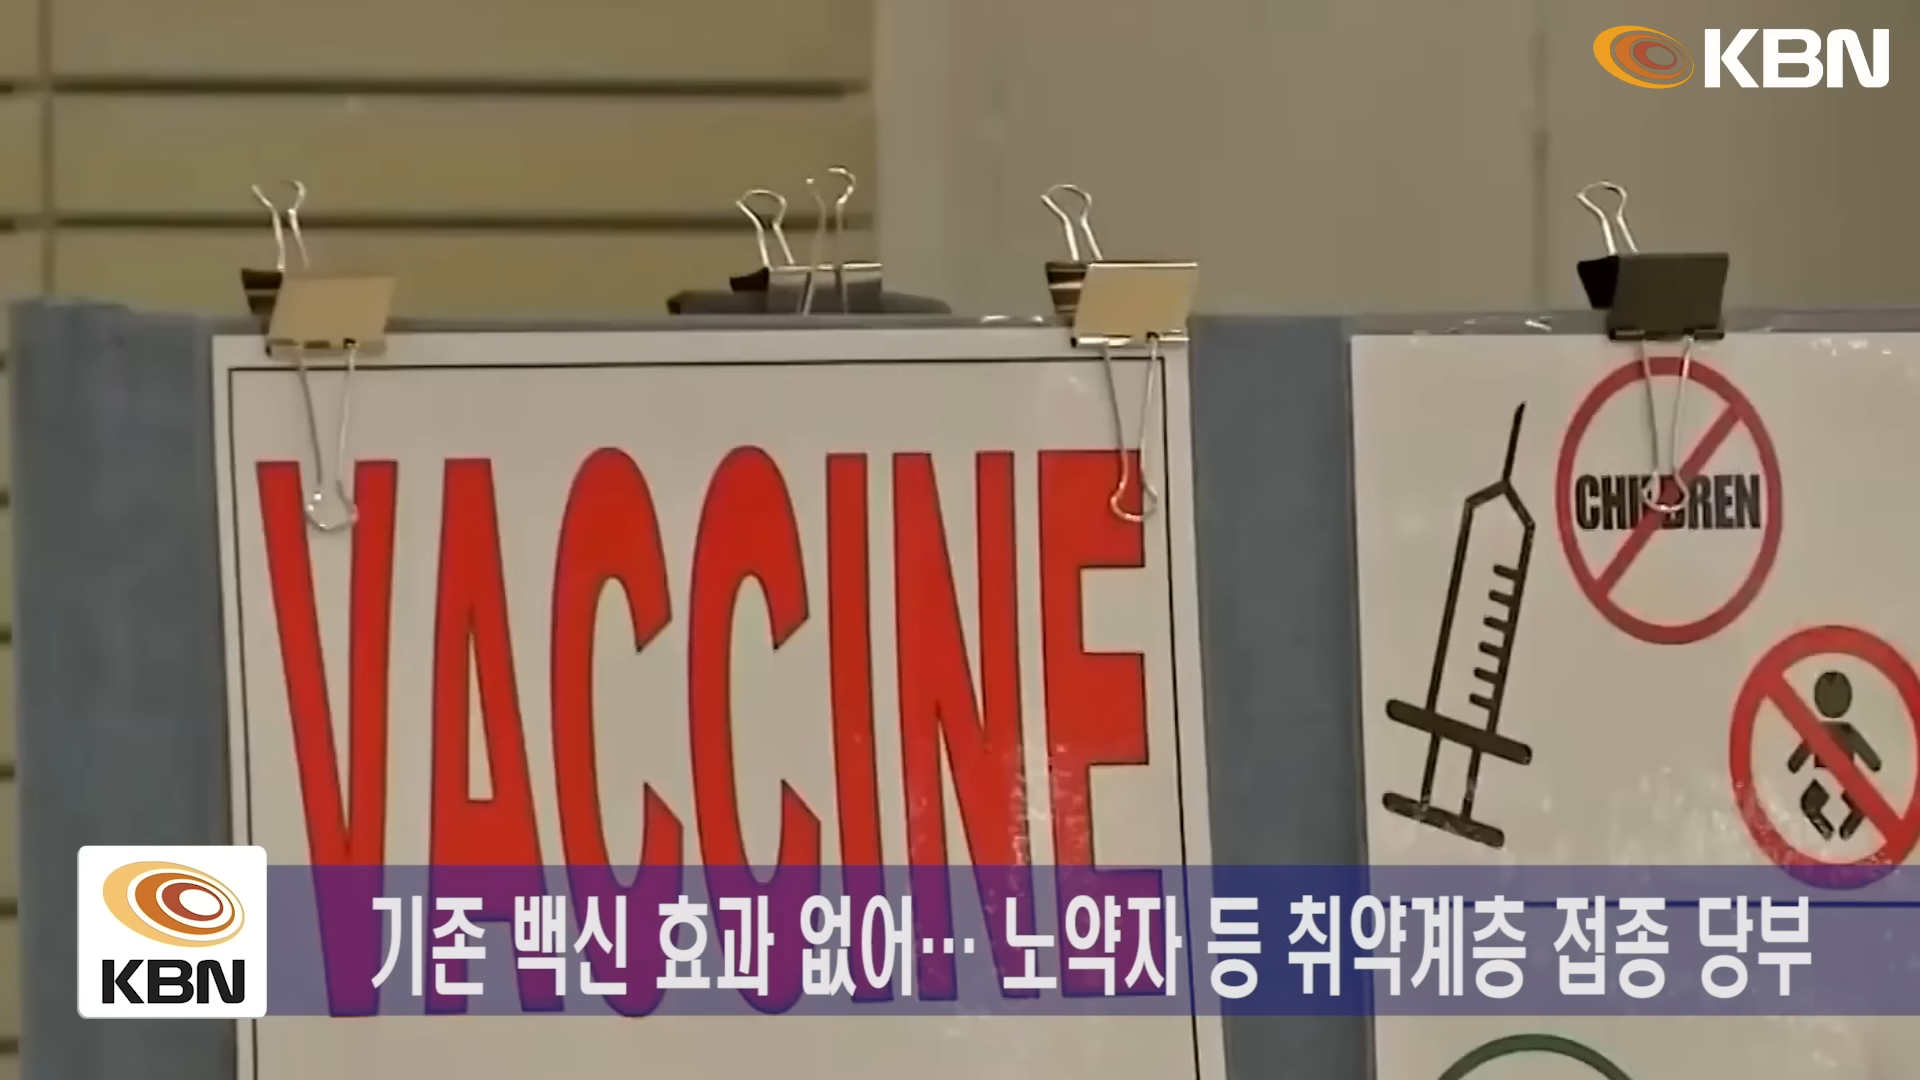 KBN
VACCINE
CHILDREN
KBN
기존 백신 효과 없어… 노약자 등 취약계층 접종 당부